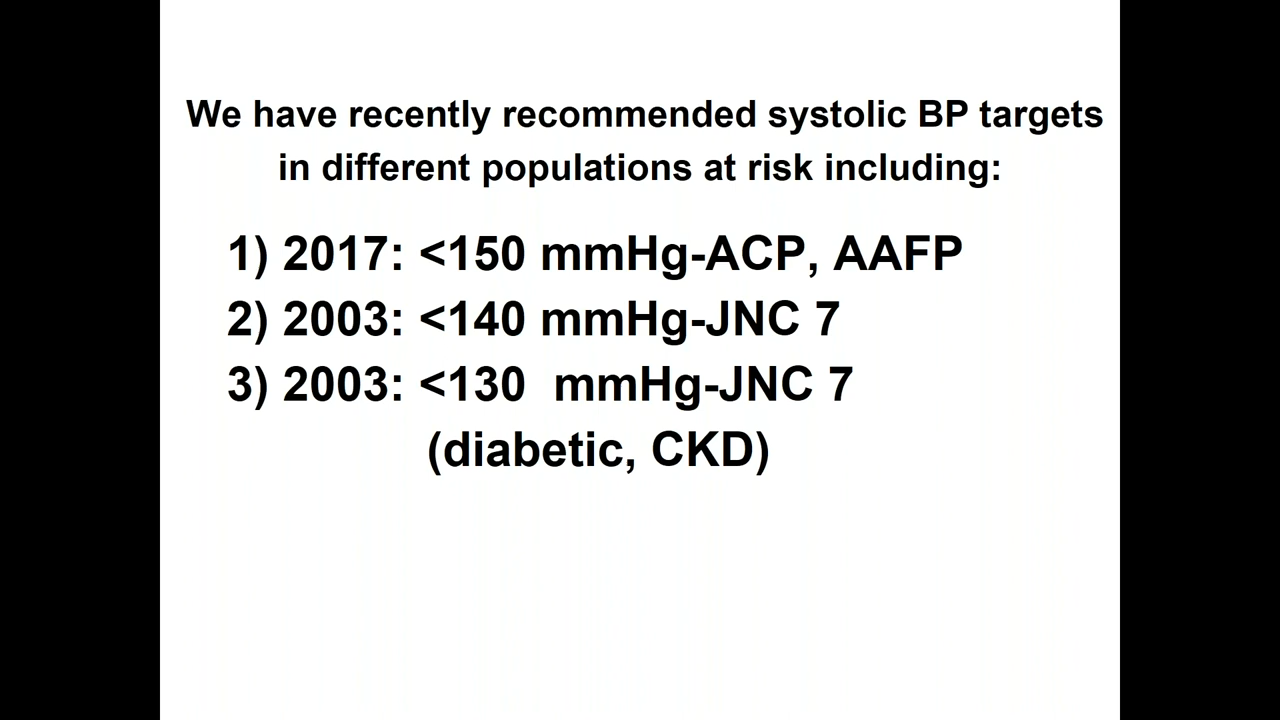 We have recently recommended systolic BP targets
in different populations at risk including:
1) 2017: <150 mmHg-ACP, AAFP
2) 2003: <140 mmHg-JNC 7
3) 2003: <130  mmHg-JNC 7
(diabetic, CKD)